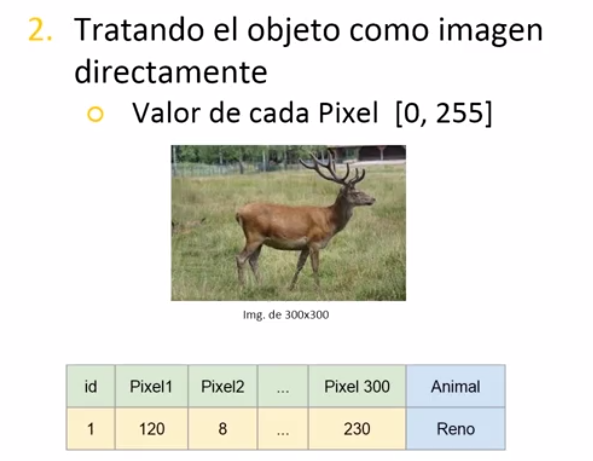 2. Tratando el objeto como imagen
directamente
Valor de cada Pixel [0, 255]
Img. de 300x300
id Pixel1 Pixel2 ... Pixel 300 Animal
1 120 8 ... 230 Reno